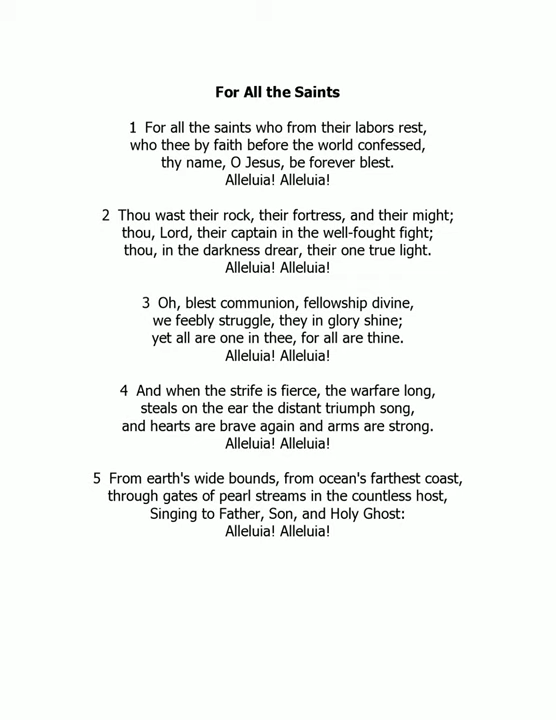 For All the Saints
1 For all the saints who from their labors rest,
who thee by faith before the world confessed,
thy name, O Jesus, be forever blest.
Alleluia! Alleluia!
2 Thou wast their rock, their fortress, and their might;
thou, Lord, their captain in the well-fought fight;
thou, in the darkness drear, their one true light.
Alleluia! Alleluia!
3 Oh, blest communion, fellowship divine,
we feebly struggle, they in glory shine;
yet all are one in thee, for all are thine.
Alleluia! Alleluia!
4 And when the strife is fierce, the warfare long,
steals on the ear the distant triumph song,
and hearts are brave again and arms are strong.
Alleluia! Alleluia!
5 From earth's wide bounds, from ocean's farthest coast,
through gates of pearl streams in the countless host,
Singing to Father, Son, and Holy Ghost:
Alleluia! Alleluia!